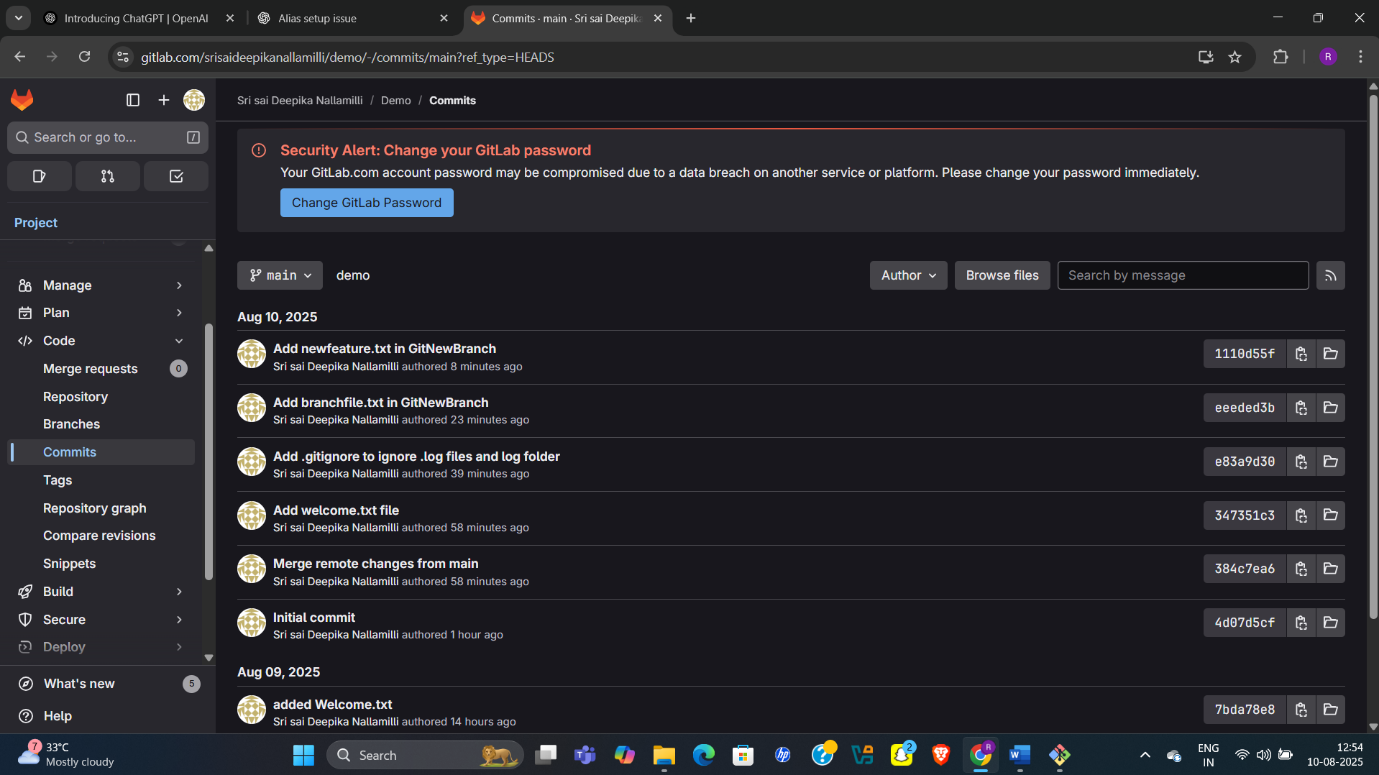 Introducing ChatGPT | OpenAI
Alias setup issue
Commits · main · Sri sai Deepika
gitlab.com/srisaideepikanallamilli/demo/-/commits/main?ref_type=HEADS
R
Sri sai Deepika Nallamilli / Demo / Commits
Search or go to...
/
Security Alert: Change your GitLab password
Your GitLab.com account password may be compromised due to a data breach on another service or platform. Please change your password immediately.
Change GitLab Password
Project
Manage
Plan
Code
Merge requests 0
Repository
Branches
Commits
Tags
Repository graph
Compare revisions
Snippets
Build
Secure
Deploy
What's new 5
Help
main demo Author Browse files Search by message
Aug 10, 2025
Add newfeature.txt in GitNewBranch
Sri sai Deepika Nallamilli authored 8 minutes ago
1110d55f
Add branchfile.txt in GitNewBranch
Sri sai Deepika Nallamilli authored 23 minutes ago
eeeded3b
Add .gitignore to ignore .log files and log folder
Sri sai Deepika Nallamilli authored 39 minutes ago
e83a9d30
Add welcome.txt file
Sri sai Deepika Nallamilli authored 58 minutes ago
347351c3
Merge remote changes from main
Sri sai Deepika Nallamilli authored 58 minutes ago
384c7ea6
Initial commit
Sri sai Deepika Nallamilli authored 1 hour ago
4d07d5cf
Aug 09, 2025
added Welcome.txt
Sri sai Deepika Nallamilli authored 14 hours ago
7bda78e8
7
33°C
Mostly cloudy
Search
hp
2
R
ENG
IN
12:54
10-08-2025